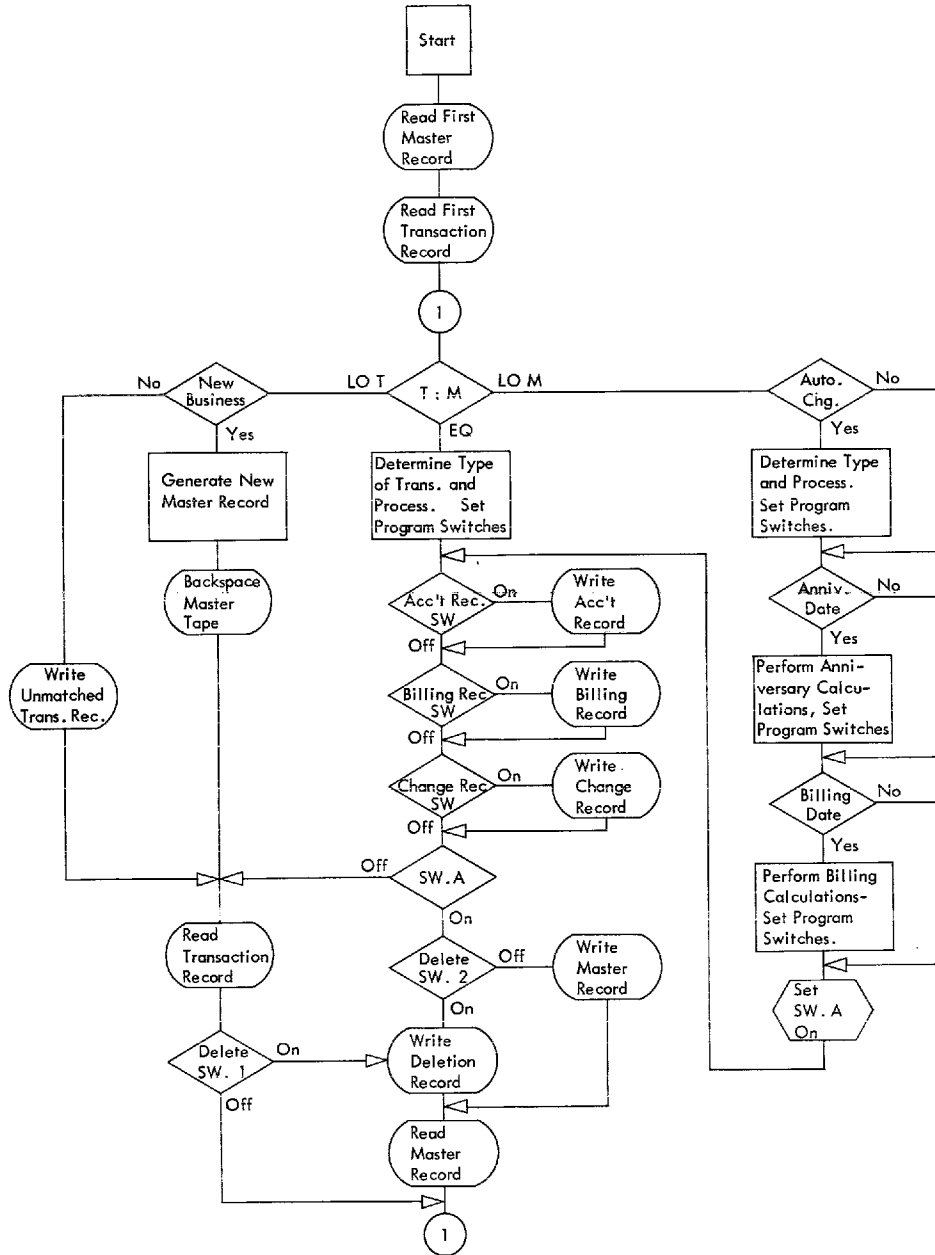 Start
Read First
Master
Record
Read First
Transaction
Record
1
No
New
Business
LO T
T : M
LO M
Auto.
Chg.
No
Yes
EQ
Yes
Generate New
Master Record
Determine Type
of Trans. and
Process. Set
Program Switches
Determine Type
and Process.
Set Program
Switches.
Backspace
Master
Tape
Acc't Rec.
SW
On
Write
Acc't
Record
Off
Anniv.
Date
No
Yes
Write
Unmatched
Trans. Rec.
Billing Rec
SW
On
Write
Billing
Record
Off
Perform Anni-
versary Calcu-
lations, Set
Program Switches
Change Rec
SW
On
Write
Change
Record
Off
Billing
Date
No
Yes
Off
SW. A
On
Perform Billing
Calculations-
Set Program
Switches.
Read
Transaction
Record
Delete
SW. 2
Off
Write
Master
Record
On
Set
SW. A
On
Delete
SW. 1
On
Off
Write
Deletion
Record
Read
Master
Record
1